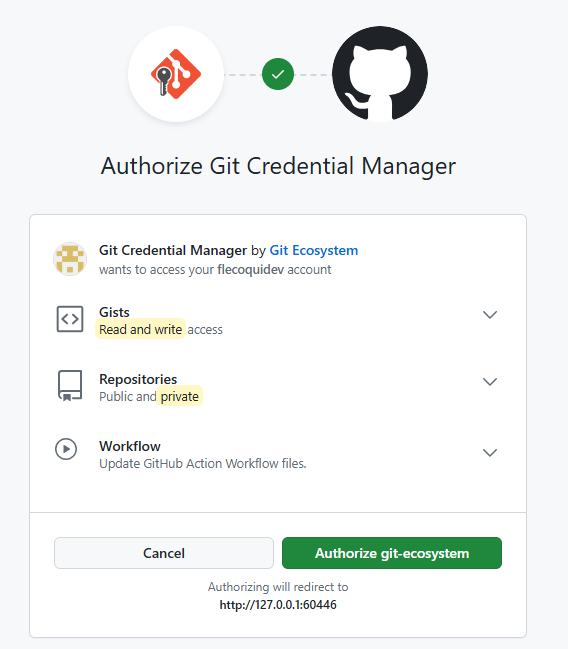 Authorize Git Credential Manager
Git Credential Manager by Git Ecosystem
wants to access your flecoquidev account
Gists
Read and write access
Repositories
Public and private
Workflow
Update GitHub Action Workflow files.
Cancel
Authorize git-ecosystem
Authorizing will redirect to
http://127.0.0.1:60446